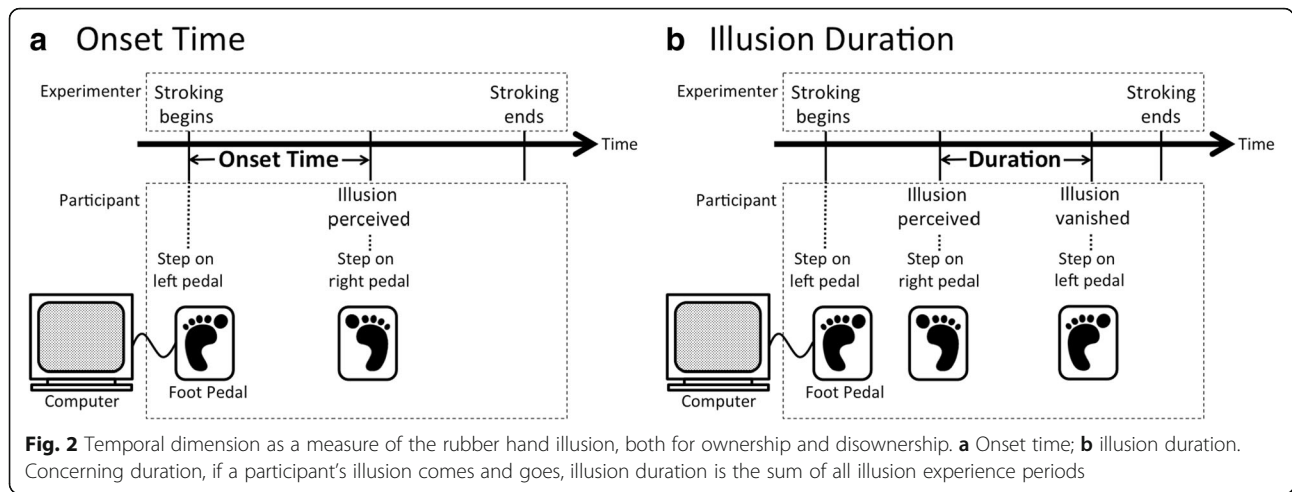 a Onset Time
Experimenter
Stroking
begins
Stroking
ends
Time
Onset Time
Participant
Illusion
perceived
Step on
left pedal
Step on
right pedal
Foot Pedal
Computer
b Illusion Duration
Experimenter
Stroking
begins
Stroking
ends
Time
Duration
Participant
Illusion
perceived
Illusion
vanished
Step on
left pedal
Step on
right pedal
Step on
left pedal
Foot Pedal
Computer
Fig. 2 Temporal dimension as a measure of the rubber hand illusion, both for ownership and disownership. a Onset time; b illusion duration.
Concerning duration, if a participant's illusion comes and goes, illusion duration is the sum of all illusion experience periods